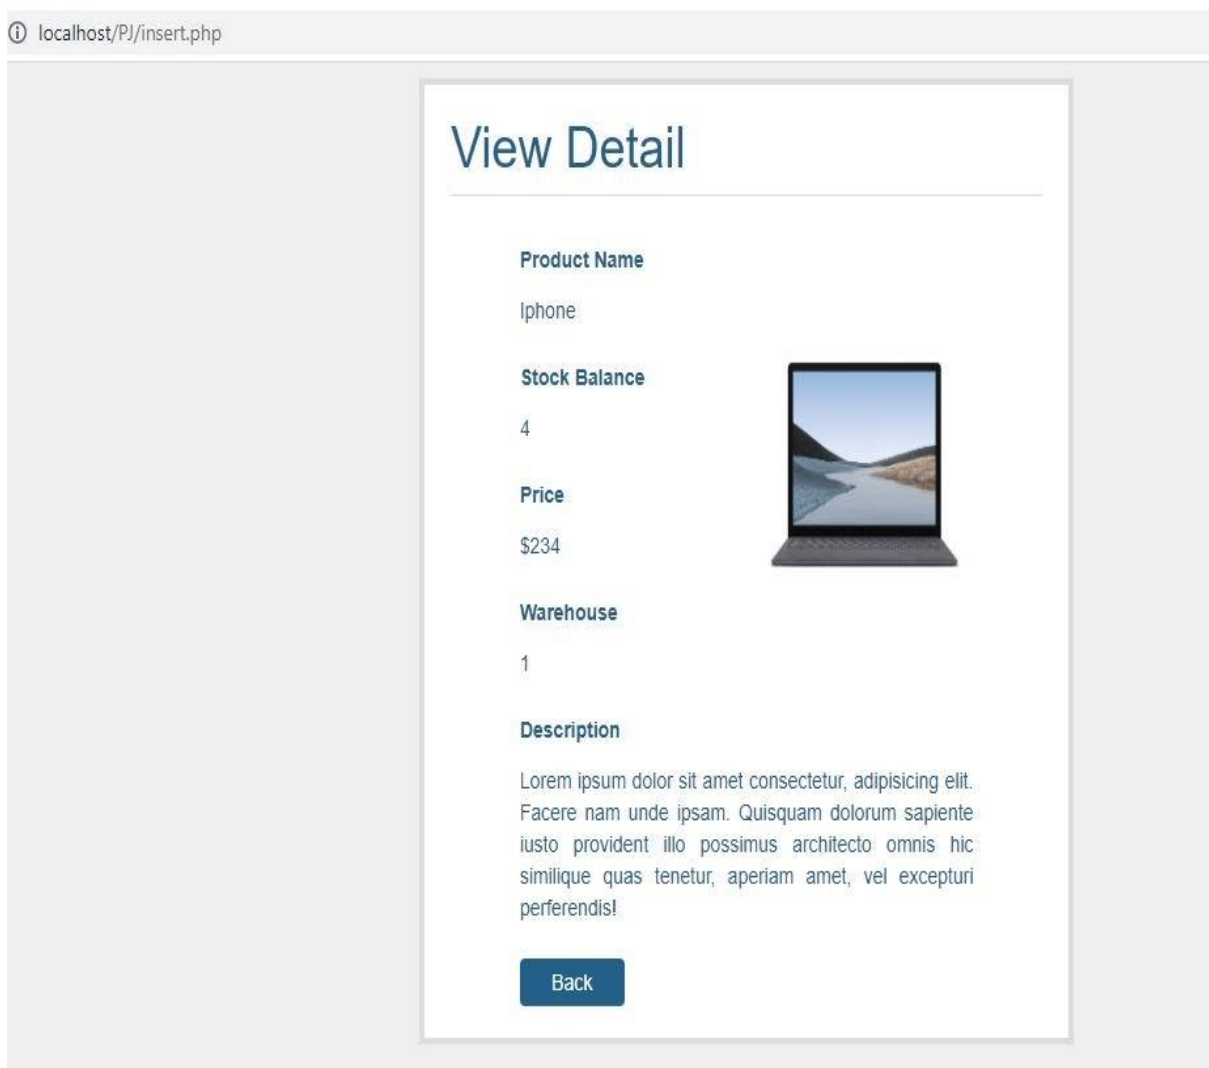 localhost/PJ/insert.php
View Detail
Product Name
Iphone
Stock Balance
4
Price
$234
Warehouse
1
Description
Lorem ipsum dolor sit amet consectetur, adipisicing elit.
Facere nam unde ipsam. Quisquam dolorum sapiente
iusto provident illo possimus architecto omnis hic
similique quas tenetur, aperiam amet, vel excepturi
perferendis!
Back